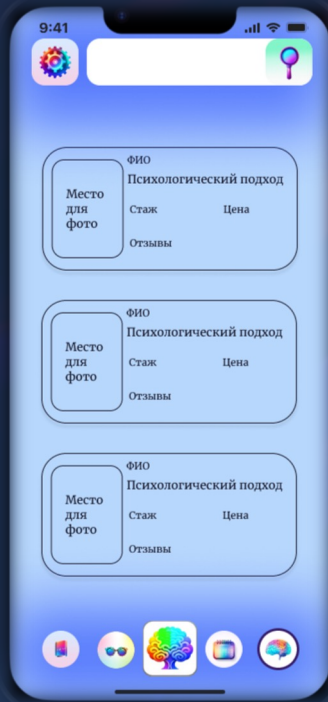 9:41
ФИО
Психологический подход
Место
для
фото
Стаж Цена
Отзывы
ФИО
Психологический подход
Место
для
фото
Стаж Цена
Отзывы
ФИО
Психологический подход
Место
для
фото
Стаж Цена
Отзывы